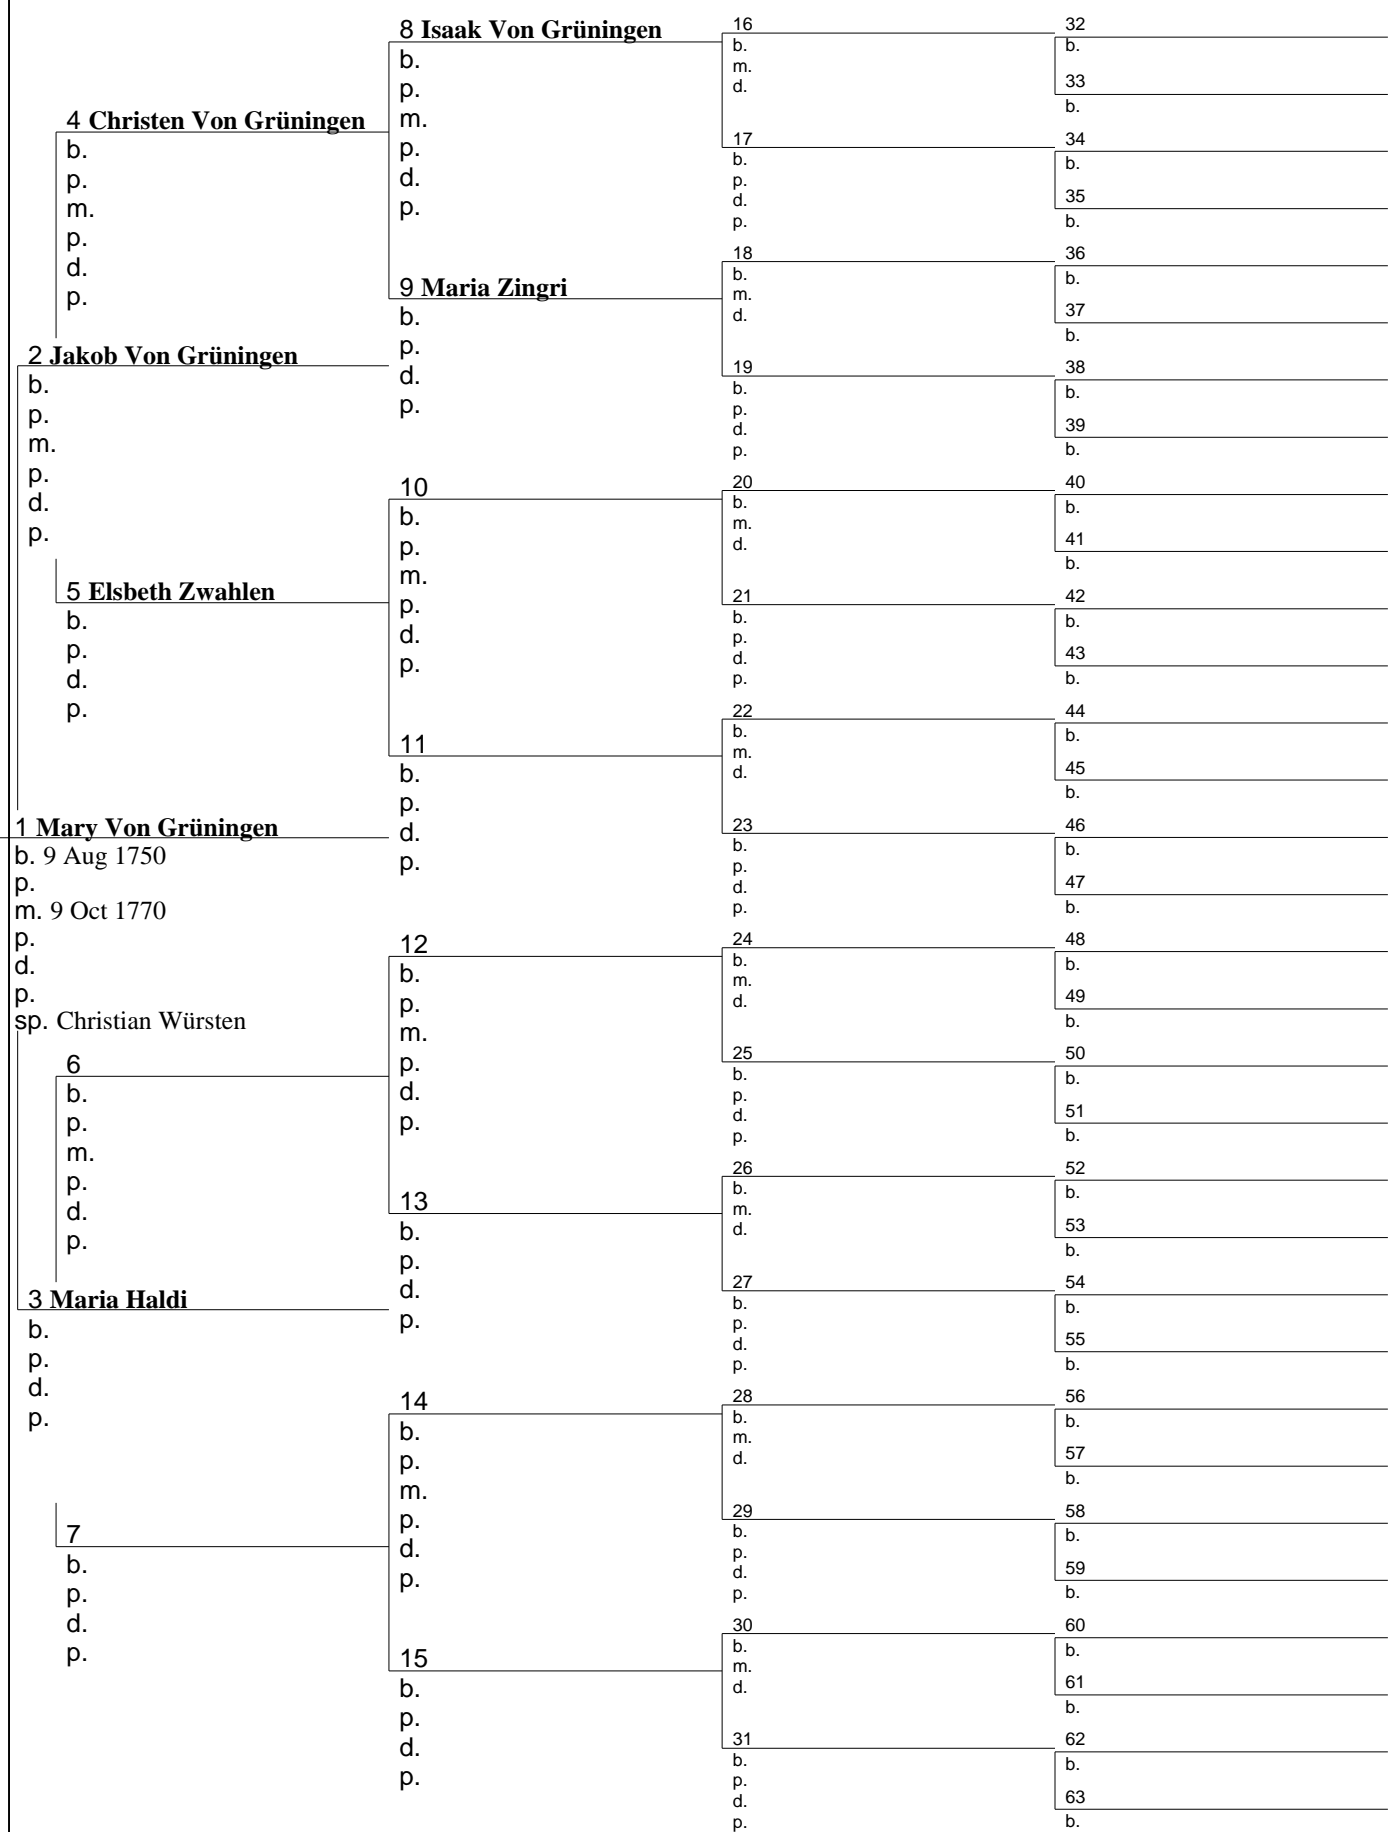 8 Isaak Von Grüningen
b.
p.
m.
p.
d.
p.
4 Christen Von Grüningen
b.
p.
m.
p.
d.
p.
9 Maria Zingri
b.
p.
d.
p.
2 Jakob Von Grüningen
b.
p.
m.
p.
d.
p.
10
b.
p.
m.
p.
d.
p.
5 Elsbeth Zwahlen
b.
p.
d.
p.
11
b.
p.
d.
p.
1 Mary Von Grüningen
b. 9 Aug 1750
p.
m. 9 Oct 1770
p.
d.
p.
sp. Christian Würsten
12
b.
p.
m.
p.
d.
p.
6
b.
p.
m.
p.
d.
p.
13
b.
p.
d.
p.
3 Maria Haldi
b.
p.
d.
p.
14
b.
p.
m.
p.
d.
p.
7
b.
p.
d.
p.
15
b.
p.
d.
p.
16
b.
m.
d.
17
b.
p.
d.
p.
18
b.
m.
d.
19
b.
p.
d.
p.
20
b.
m.
d.
21
b.
p.
d.
p.
22
b.
m.
d.
23
b.
p.
d.
p.
24
b.
m.
d.
25
b.
p.
d.
p.
26
b.
m.
d.
27
b.
p.
d.
p.
28
b.
m.
d.
29
b.
p.
d.
p.
30
b.
m.
d.
31
b.
p.
d.
p.
32
b.
33
b.
34
b.
35
b.
36
b.
37
b.
38
b.
39
b.
40
b.
41
b.
42
b.
43
b.
44
b.
45
b.
46
b.
47
b.
48
b.
49
b.
50
b.
51
b.
52
b.
53
b.
54
b.
55
b.
56
b.
57
b.
58
b.
59
b.
60
b.
61
b.
62
b.
63
b.